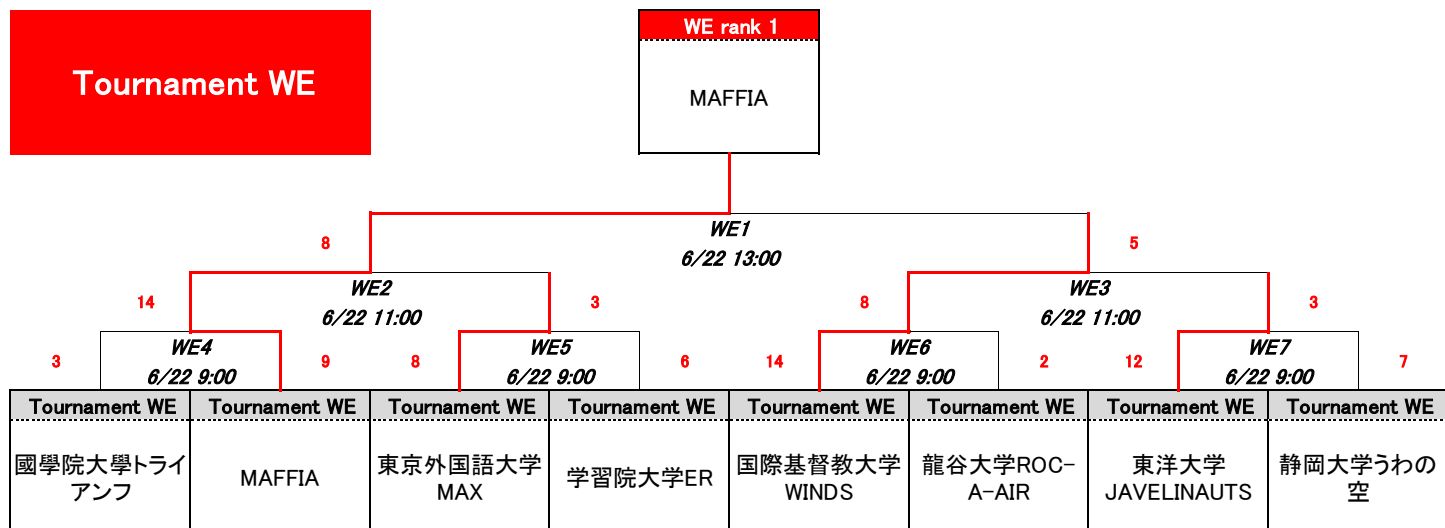 WE rank 1
Tournament WE
MAFFIA
WE1
8
5
6/22 13:00
WE2
WE3
14
3
8
3
6/22 11:00
6/22 11:00
WE4
WE5
WE6
WE7
3
9
8
6
14
2
12
7
6/22 9:00
6/22 9:00
6/22 9:00
6/22 9:00
Tournament WE
Tournament WE
Tournament WE
Tournament WE
Tournament WE
Tournament WE
Tournament WE
Tournament WE
國學院大學トライ
アンフ
MAFFIA
東京外国語大学
MAX
学習院大学ER
国際基督教大学
WINDS
龍谷大学ROC-
A-AIR
東洋大学
JAVELINAUTS
静岡大学うわの
空